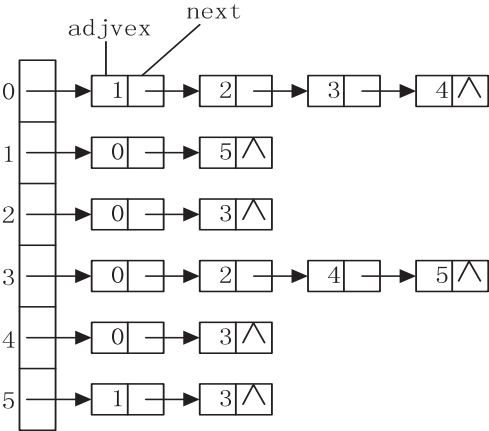 next
adjvex
0 1 2 3 4 ∧
1 0 5 ∧
2 0 3 ∧
3 0 2 4 5 ∧
4 0 3 ∧
5 1 3 ∧